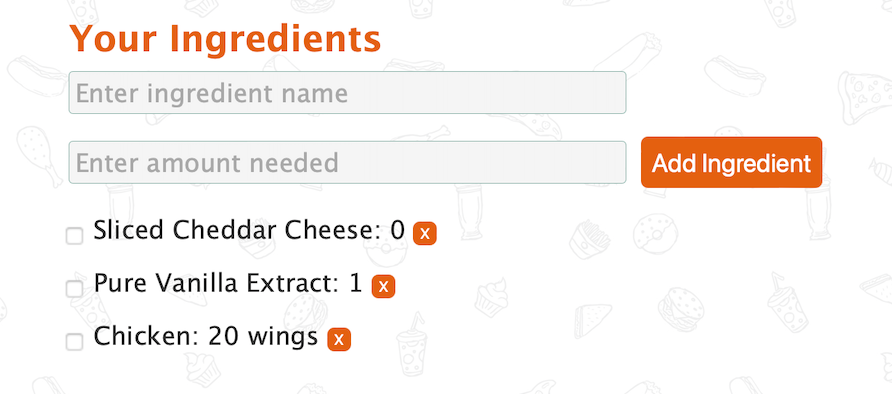 Your Ingredients
Enter ingredient name
Enter amount needed
Add Ingredient
Sliced Cheddar Cheese: 0 x
Pure Vanilla Extract: 1 x
Chicken: 20 wings x